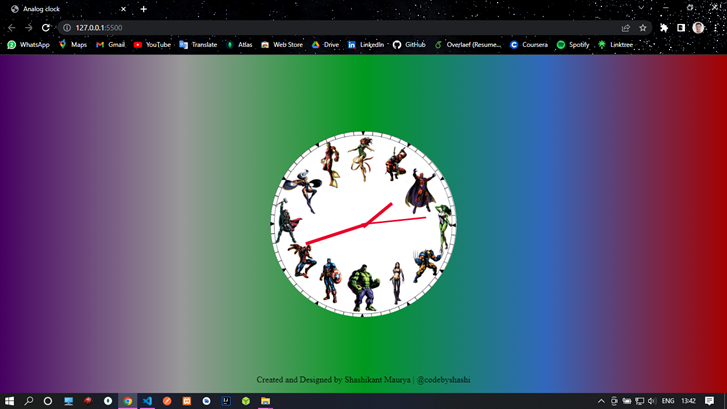 Analog clock
127.0.0.1:5500
WhatsApp Maps Gmail YouTube Translate Atlas Web Store Drive LinkedIn GitHub Overleaf (Resume... Coursera Spotify Linktree
Created and Designed by Shashikant Maurya | @codebyshashi
ENG 13:42